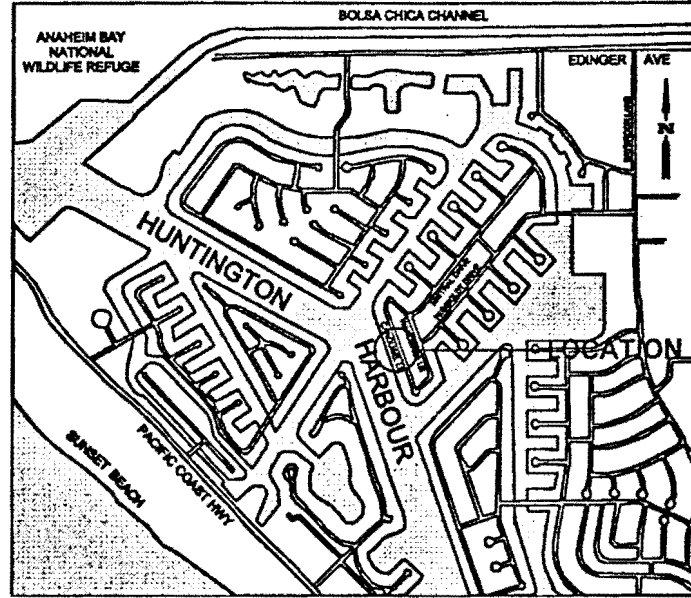 BOLSA CHICA CHANNEL
ANAHEIM BAY
NATIONAL
WILDLIFE REFUGE
EDINGER AVE
N
HUNTINGTON
HARBOUR
LOCATION
PACIFIC COAST HWY
SUNSET BEACH